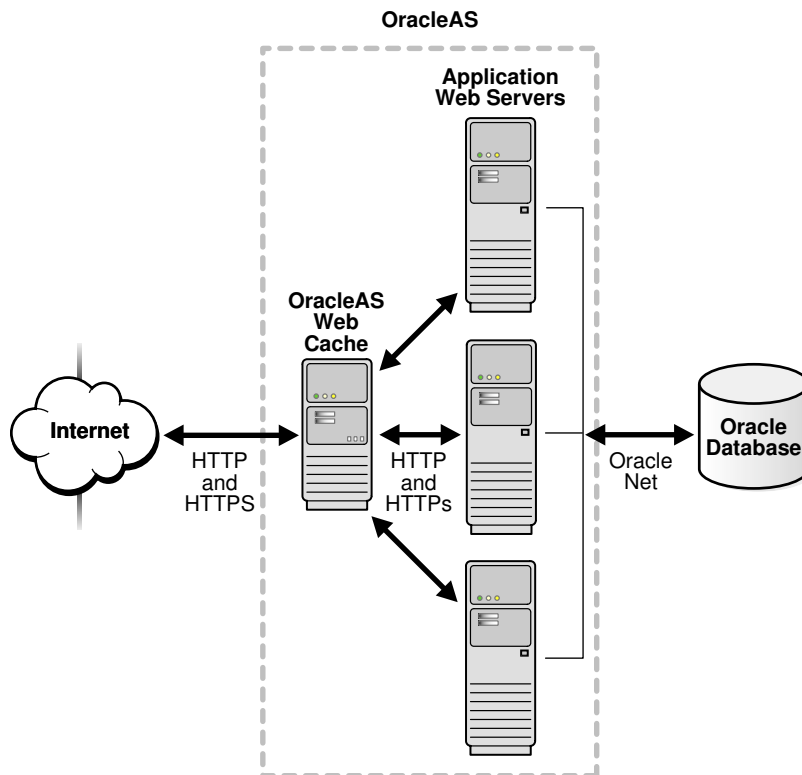 OracleAS
Application
Web Servers
OracleAS
Web
Cache
Internet
HTTP
and
HTTPS
HTTP
and
HTTPs
Oracle
Net
Oracle
Database